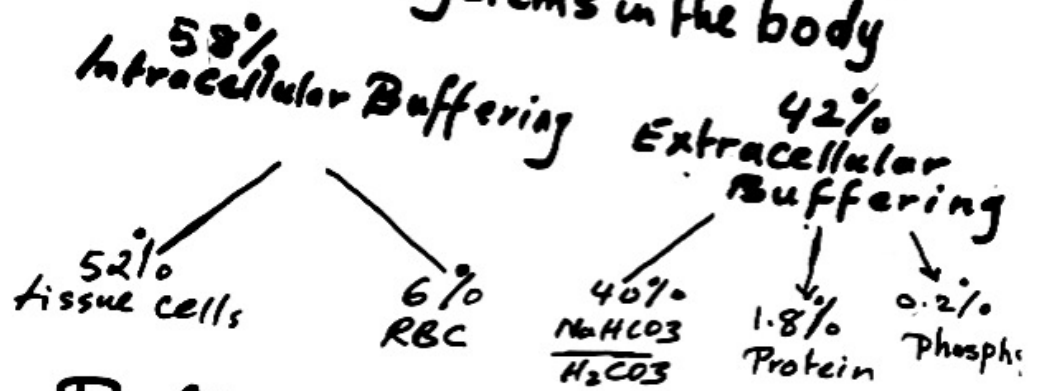 in the body
58%
Intracellular Buffering
42%
Extracellular
Buffering
52%
tissue cells
6%
RBC
40%
NaHCO3
H₂CO3
1.8%
Protein
0.2%